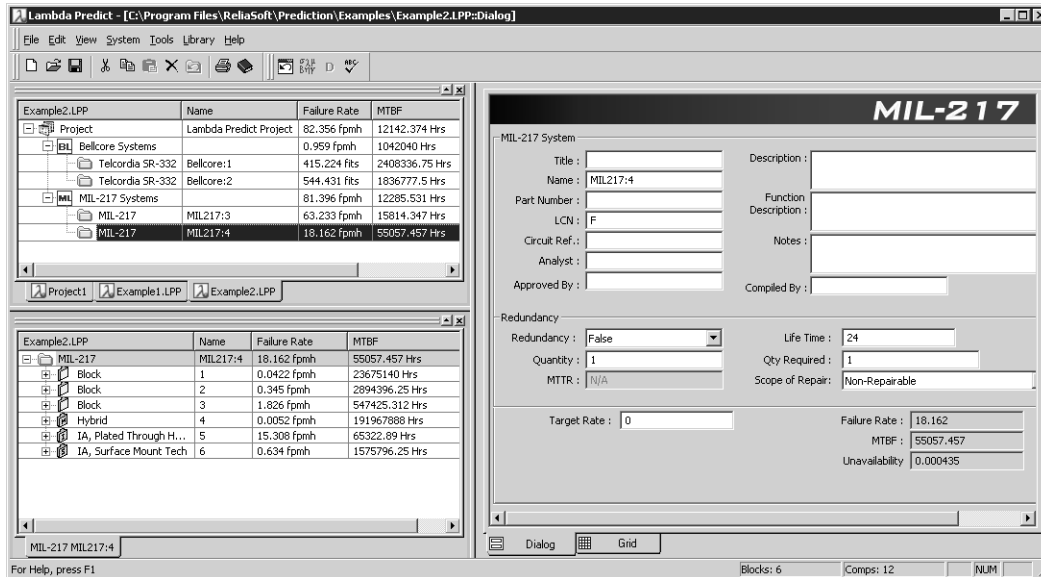 Lambda Predict - [C:\Program Files\ReliaSoft\Prediction\Examples\Example2.LPP::Dialog]
File Edit View System Tools Library Help
Example2.LPP Name Failure Rate MTBF
Project Lambda Predict Project 82.356 fpmh 12142.374 Hrs
BL Bellcore Systems 0.959 fpmh 1042040 Hrs
Telcordia SR-332 Bellcore:1 415.224 fits 2408336.75 Hrs
Telcordia SR-332 Bellcore:2 544.431 fits 1836777.5 Hrs
ML MIL-217 Systems 81.396 fpmh 12285.531 Hrs
MIL-217 MIL217:3 63.233 fpmh 15814.347 Hrs
MIL-217 MIL217:4 18.162 fpmh 55057.457 Hrs
Project1 Example1.LPP Example2.LPP
Example2.LPP Name Failure Rate MTBF
MIL-217 MIL217:4 18.162 fpmh 55057.457 Hrs
Block 1 0.0422 fpmh 23675140 Hrs
Block 2 0.345 fpmh 2894396.25 Hrs
Block 3 1.826 fpmh 547425.312 Hrs
Hybrid 4 0.0052 fpmh 191967888 Hrs
IA, Plated Through H... 5 15.308 fpmh 65322.89 Hrs
IA, Surface Mount Tech 6 0.634 fpmh 1575796.25 Hrs
MIL-217 MIL217:4
MIL-217
MIL-217 System
Title :
Name : MIL217:4
Part Number :
LCN : F
Circuit Ref.:
Analyst :
Approved By :
Description :
Function
Description :
Notes :
Compiled By :
Redundancy
Redundancy : False
Quantity : 1
MTTR : N/A
Life Time : 24
Qty Required : 1
Scope of Repair: Non-Repairable
Target Rate : 0
Failure Rate : 18.162
MTBF : 55057.457
Unavailability 0.000435
Dialog Grid
For Help, press F1 Blocks: 6 Comps: 12 NUM